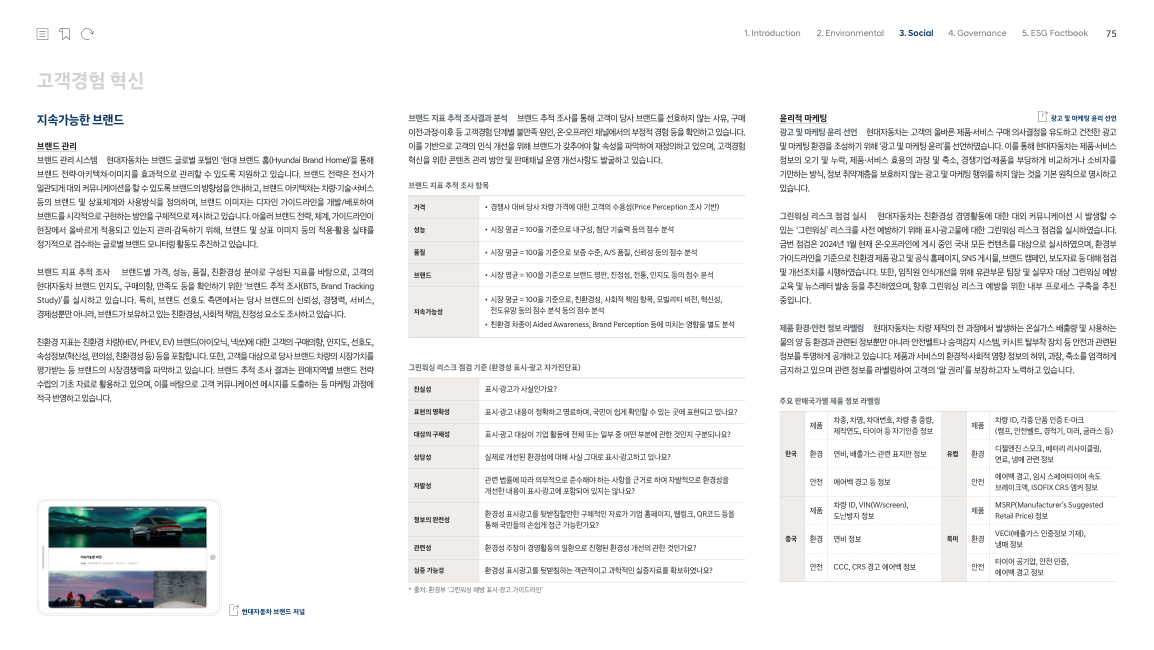 1. Introduction 2. Environmental 3. Social 4. Governance 5. ESG Factbook 75
고객경험 혁신
지속가능한 브랜드
브랜드 관리
브랜드 관리 시스템 현대자동차는 브랜드 글로벌 포털인 ‘현대 브랜드 홈(Hyundai Brand Home)’을 통해
브랜드 전략·아키텍처·이미지를 효과적으로 관리할 수 있도록 지원하고 있습니다. 브랜드 전략은 전사가
일관되게 대외 커뮤니케이션을 할 수 있도록 브랜드의 방향성을 안내하고, 브랜드 아키텍처는 차량·기술·서비스
등의 브랜드 및 상표체계와 사용방식을 정의하며, 브랜드 이미지는 디자인 가이드라인을 개발/배포하여
브랜드를 시각적으로 구현하는 방안을 구체적으로 제시하고 있습니다. 아울러 브랜드 전략, 체계, 가이드라인이
현장에서 올바르게 적용되고 있는지 관리·감독하기 위해, 브랜드 및 상표 이미지 등의 적용·활용 실태를
정기적으로 검수하는 글로벌 브랜드 모니터링 활동도 추진하고 있습니다.
브랜드 지표 추적 조사 브랜드별 가격, 성능, 품질, 친환경성 분야로 구성된 지표를 바탕으로, 고객의
현대자동차 브랜드 인지도, 구매의향, 만족도 등을 확인하기 위한 ‘브랜드 추적 조사(BTS, Brand Tracking
Study)’를 실시하고 있습니다. 특히, 브랜드 선호도 측면에서는 당사 브랜드의 신뢰성, 경쟁력, 서비스,
경제성뿐만 아니라, 브랜드가 보유하고 있는 친환경성, 사회적 책임, 진정성 요소도 조사하고 있습니다.
친환경 지표는 친환경 차량(HEV, PHEV, EV) 브랜드(아이오닉, 넥쏘)에 대한 고객의 구매의향, 인지도, 선호도,
속성정보(혁신성, 편의성, 친환경성 등) 등을 포함합니다. 또한, 고객을 대상으로 당사 브랜드 차량의 시장가치를
평가받는 등 브랜드의 시장경쟁력을 파악하고 있습니다. 브랜드 추적 조사 결과는 판매지역별 브랜드 전략
수립의 기초 자료로 활용하고 있으며, 이를 바탕으로 고객 커뮤니케이션 메시지를 도출하는 등 마케팅 과정에
적극 반영하고 있습니다.
지속가능한 비전
현대자동차 브랜드 저널
브랜드 지표 추적 조사결과 분석 브랜드 추적 조사를 통해 고객이 당사 브랜드를 선호하지 않는 사유, 구매
이전·과정·이후 등 고객경험 단계별 불만족 원인, 온·오프라인 채널에서의 부정적 경험 등을 확인하고 있습니다.
이를 기반으로 고객의 인식 개선을 위해 브랜드가 갖추어야 할 속성을 파악하여 재정의하고 있으며, 고객경험
혁신을 위한 콘텐츠 관리 방안 및 판매채널 운영 개선사항도 발굴하고 있습니다.
브랜드 지표 추적 조사 항목
가격 • 경쟁사 대비 당사 차량 가격에 대한 고객의 수용성(Price Perception 조사 기반)
성능 • 시장 평균 = 100을 기준으로 내구성, 첨단 기술력 등의 점수 분석
품질 • 시장 평균 = 100을 기준으로 보증 수준, A/S 품질, 신뢰성 등의 점수 분석
브랜드 • 시장 평균 = 100을 기준으로 브랜드 평판, 진정성, 전통, 인지도 등의 점수 분석
지속가능성 • 시장 평균 = 100을 기준으로, 친환경성, 사회적 책임 항목, 모빌리티 비전, 혁신성,
전도유망 등의 점수 분석
• 친환경 차종이 Aided Awareness, Brand Perception 등에 미치는 영향을 별도 분석
그린워싱 리스크 점검 기준 (환경성 표시·광고 자가진단표)
진실성 표시·광고가 사실인가요?
표현의 명확성 표시·광고 내용이 정확하고 명료하며, 국민이 쉽게 확인할 수 있는 곳에 표현되고 있나요?
대상의 구체성 표시·광고 대상이 기업 활동에 전체 또는 일부 중 어떤 부분에 관한 것인지 구분되나요?
상당성 실제로 개선된 환경성에 대해 사실 그대로 표시·광고하고 있나요?
자발성 관련 법률에 따라 의무적으로 준수해야 하는 사항을 근거로 하여 자발적으로 환경성을
개선한 내용이 표시·광고에 포함되어 있지는 않나요?
정보의 완전성 환경성 표시광고를 뒷받침할만한 구체적인 자료가 기업 홈페이지, 웹링크, QR코드 등을
통해 국민들의 손쉽게 접근 가능한가요?
관련성 환경성 주장이 경영활동의 일환으로 진행된 환경성 개선의 관한 것인가요?
실증 가능성 환경성 표시광고를 뒷받침하는 객관적이고 과학적인 실증자료를 확보하였나요?
* 출처: 환경부 ‘그린워싱 예방 표시·광고 가이드라인’
윤리적 마케팅
광고 및 마케팅 윤리 선언
광고 및 마케팅 윤리 선언 현대자동차는 고객의 올바른 제품·서비스 구매 의사결정을 유도하고 건전한 광고
및 마케팅 환경을 조성하기 위해 ‘광고 및 마케팅 윤리’를 선언하였습니다. 이를 통해 현대자동차는 제품·서비스
정보의 오기 및 누락, 제품·서비스 효용의 과장 및 축소, 경쟁기업·제품을 부당하게 비교하거나 소비자를
기만하는 방식, 정보 취약계층을 보호하지 않는 광고 및 마케팅 행위를 하지 않는 것을 기본 원칙으로 명시하고
있습니다.
그린워싱 리스크 점검 실시 현대자동차는 친환경성 경영활동에 대한 대외 커뮤니케이션 시 발생할 수
있는 ‘그린워싱’ 리스크를 사전 예방하기 위해 표시·광고물에 대한 그린워싱 리스크 점검을 실시하였습니다.
금번 점검은 2024년 1월 현재 온·오프라인에 게시 중인 국내 모든 컨텐츠를 대상으로 실시하였으며, 환경부
가이드라인을 기준으로 친환경 제품 광고 및 공식 홈페이지, SNS 게시물, 브랜드 캠페인, 보도자료 등 대해 점검
및 개선조치를 시행하였습니다. 또한, 임직원 인식개선을 위해 유관부문 팀장 및 실무자 대상 그린워싱 예방
교육 및 뉴스레터 발송 등을 추진하였으며, 향후 그린워싱 리스크 예방을 위한 내부 프로세스 구축을 추진
중입니다.
제품 환경·안전 정보 라벨링 현대자동차는 차량 제작의 전 과정에서 발생하는 온실가스 배출량 및 사용하는
물의 양 등 환경과 관련된 정보뿐만 아니라 안전벨트나 승객감지 시스템, 카시트 탈부착 장치 등 안전과 관련된
정보를 투명하게 공개하고 있습니다. 제품과 서비스의 환경적·사회적 영향 정보의 허위, 과장, 축소를 엄격하게
금지하고 있으며 관련 정보를 라벨링하여 고객의 ‘알 권리’를 보장하고자 노력하고 있습니다.
주요 판매국가별 제품 정보 라벨링
한국 제품 차종, 차명, 차대번호, 차량 총 중량,
제작연도, 타이어 등 자기인증 정보
환경 연비, 배출가스 관련 표지판 정보
안전 에어백 경고 등 정보
유럽 제품 차량 ID, 각종 단품 인증 E-마크
(램프, 안전벨트, 경적기, 미러, 글라스 등)
환경 디젤엔진 스모크, 배터리 리사이클링,
연료, 냉매 관련 정보
안전 에어백 경고, 임시 스페어타이어 속도
브레이크액, ISOFIX CRS 앵커 정보
중국 제품 차량 ID, VIN(W/screen),
도난방지 정보
환경 연비 정보
안전 CCC, CRS 경고 에어백 정보
북미 제품 MSRP(Manufacturer’s Suggested
Retail Price) 정보
환경 VECI(배출가스 인증정보 기제),
냉매 정보
안전 타이어 공기압, 안전 인증,
에어백 경고 정보